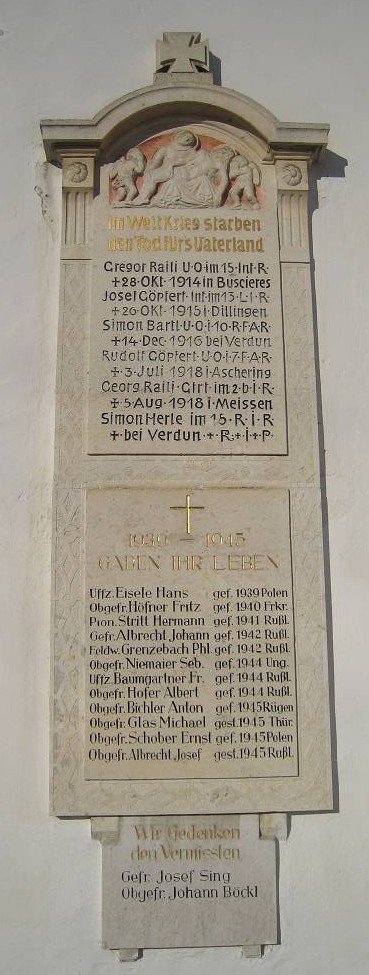 im Weltkrieg starben
den Tod fürs Vaterland
Gregor Raili U·O·im 15·Int·R·
+28·Okt·1914 in Buscieres
Josef Göpfert·Int·im 13·L·I·R
+26·Okt·1915 i·Dillingen
Simon Bartl·U·O·i·10·R·F·A·R·
+14·Dez·1916 bei Verdun
Rudolf Göpfert·U·O·i·7·F·A·R·
+3·Juli 1918 i·Aschering
Georg Raili·Gfrt·im 2·b·I·R·
+5·Aug·1918 i·Meissen
Simon Herle im 15·R·I·R
+bei Verdun·+R·+I·+P·
1939 – 1945
GABEN IHR LEBEN
Uffz. Eisele Hans gef. 1939 Polen
Obgefr. Höfner Fritz gef. 1940 Frkr.
Pion. Stritt Hermann gef. 1941 Rußl.
Gefr. Albrecht Johann gef. 1942 Rußl.
Feldw. Grenzebach Phl. gef. 1942 Rußl.
Obgefr. Niemaier Seb. gef. 1944 Ung.
Uffz. Baumgartner Fr. gef. 1944 Rußl.
Obgefr. Hofer Albert gef. 1944 Rußl.
Obgefr. Bichler Anton gef. 1945 Rügen
Obgefr. Glas Michael gest. 1945 Thür.
Obgefr. Schober Ernst gef. 1945 Polen
Obgefr. Albrecht Josef gest. 1945 Rußl.
Wir Gedenken
den Vermissten
Gefr. Josef Sing
Obgefr. Johann Böckl